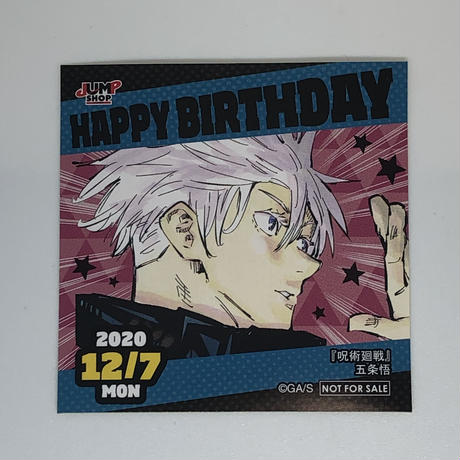 JUMP
SHOP
HAPPY BIRTHDAY
2020
12/7
MON
『呪術廻戦』
五条悟
©GA/S NOT FOR SALE